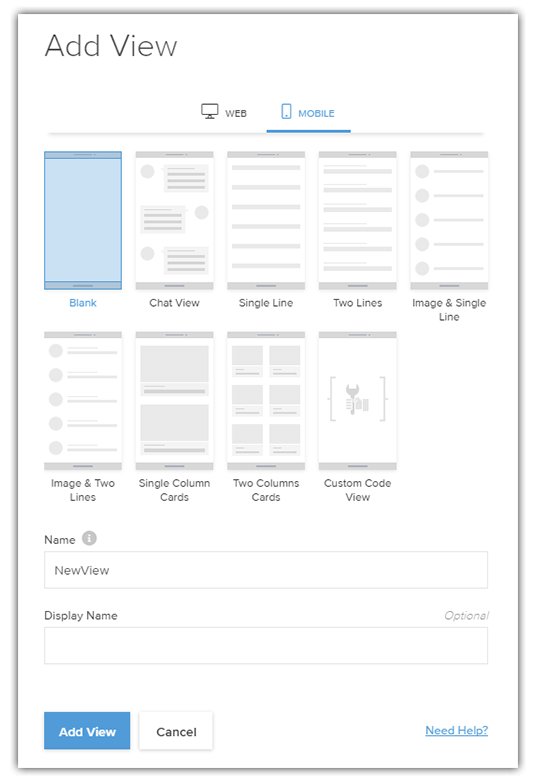 Add View
WEB
MOBILE
Blank
Chat View
Single Line
Two Lines
Image & Single
Line
Image & Two
Lines
Single Column
Cards
Two Columns
Cards
Custom Code
View
Name
NewView
Display Name
Optional
Add View
Cancel
Need Help?